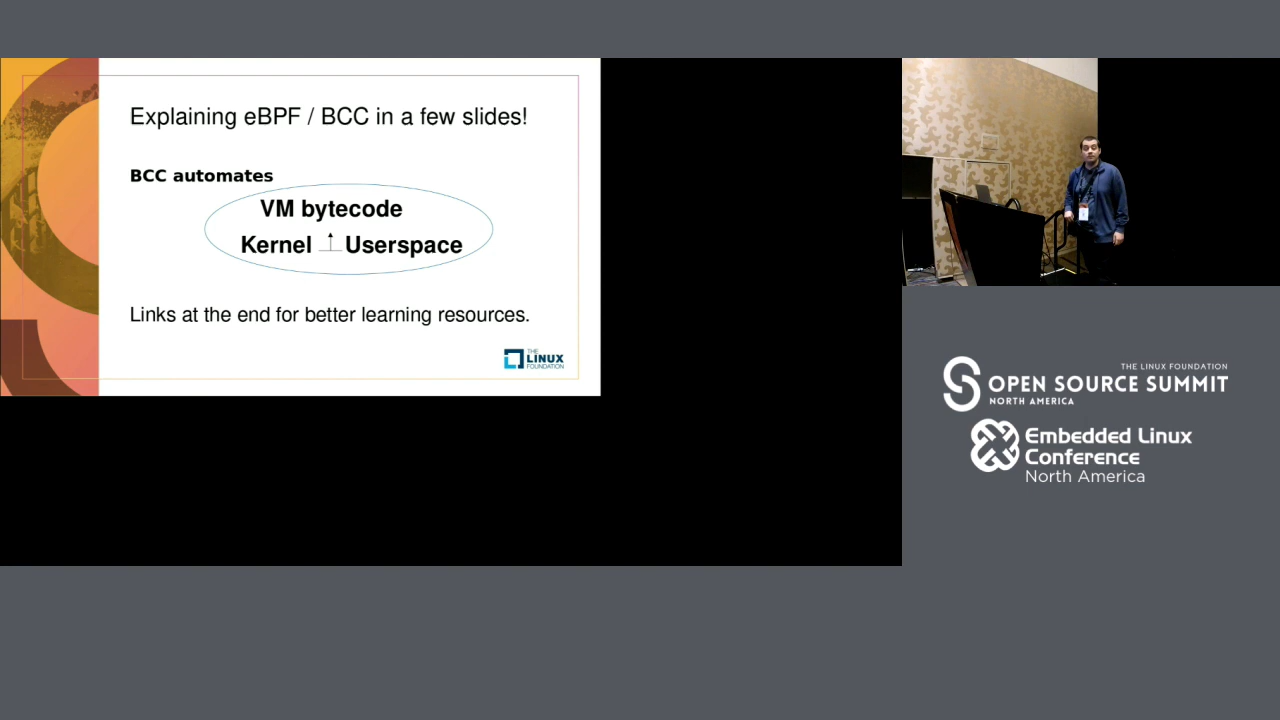 Explaining eBPF / BCC in a few slides!
BCC automates
VM bytecode
Kernel Userspace
Links at the end for better learning resources.
THE
LINUX
FOUNDATION
THE LINUX FOUNDATION
OPEN SOURCE SUMMIT
NORTH AMERICA
Embedded Linux
Conference
North America